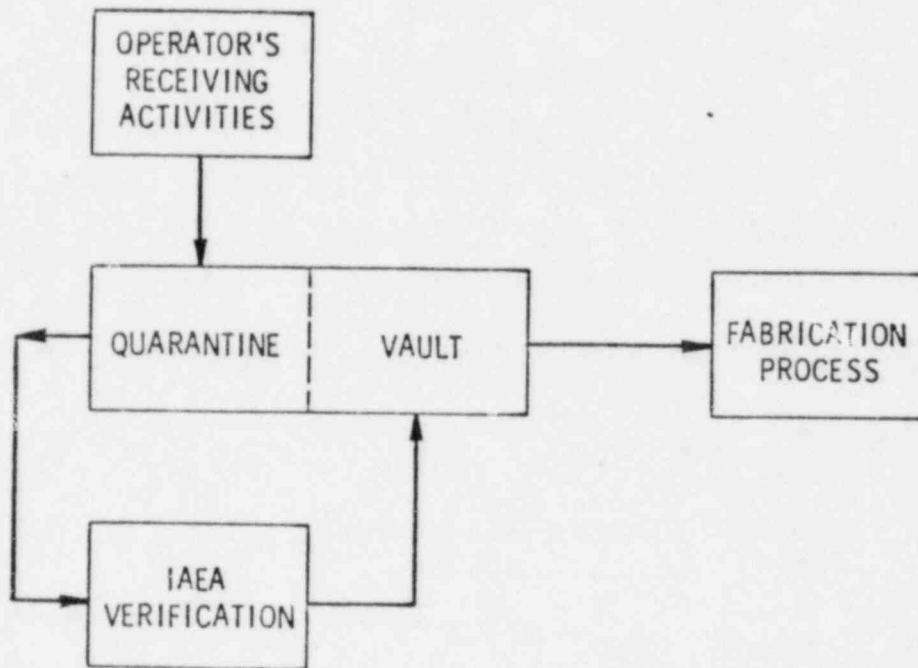 OPERATOR'S
RECEIVING
ACTIVITIES
QUARANTINE
VAULT
FABRICATION
PROCESS
IAEA
VERIFICATION